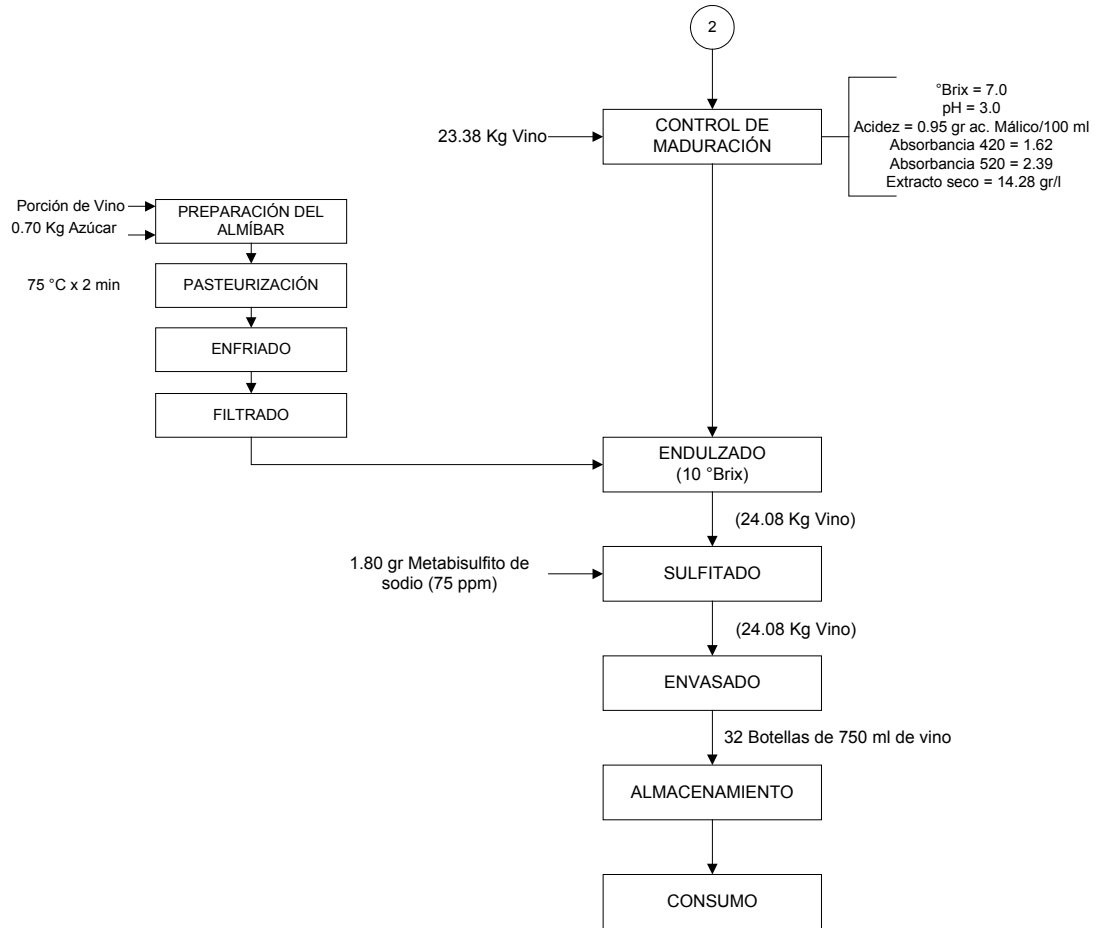 2
23.38 Kg Vino
CONTROL DE
MADURACIÓN
°Brix = 7.0
pH = 3.0
Acidez = 0.95 gr ac. Málico/100 ml
Absorbancia 420 = 1.62
Absorbancia 520 = 2.39
Extracto seco = 14.28 gr/l
Porción de Vino
0.70 Kg Azúcar
PREPARACIÓN DEL
ALMÍBAR
75 °C x 2 min
PASTEURIZACIÓN
ENFRIADO
FILTRADO
ENDULZADO
(10 °Brix)
(24.08 Kg Vino)
1.80 gr Metabisulfito de
sodio (75 ppm)
SULFITADO
(24.08 Kg Vino)
ENVASADO
32 Botellas de 750 ml de vino
ALMACENAMIENTO
CONSUMO